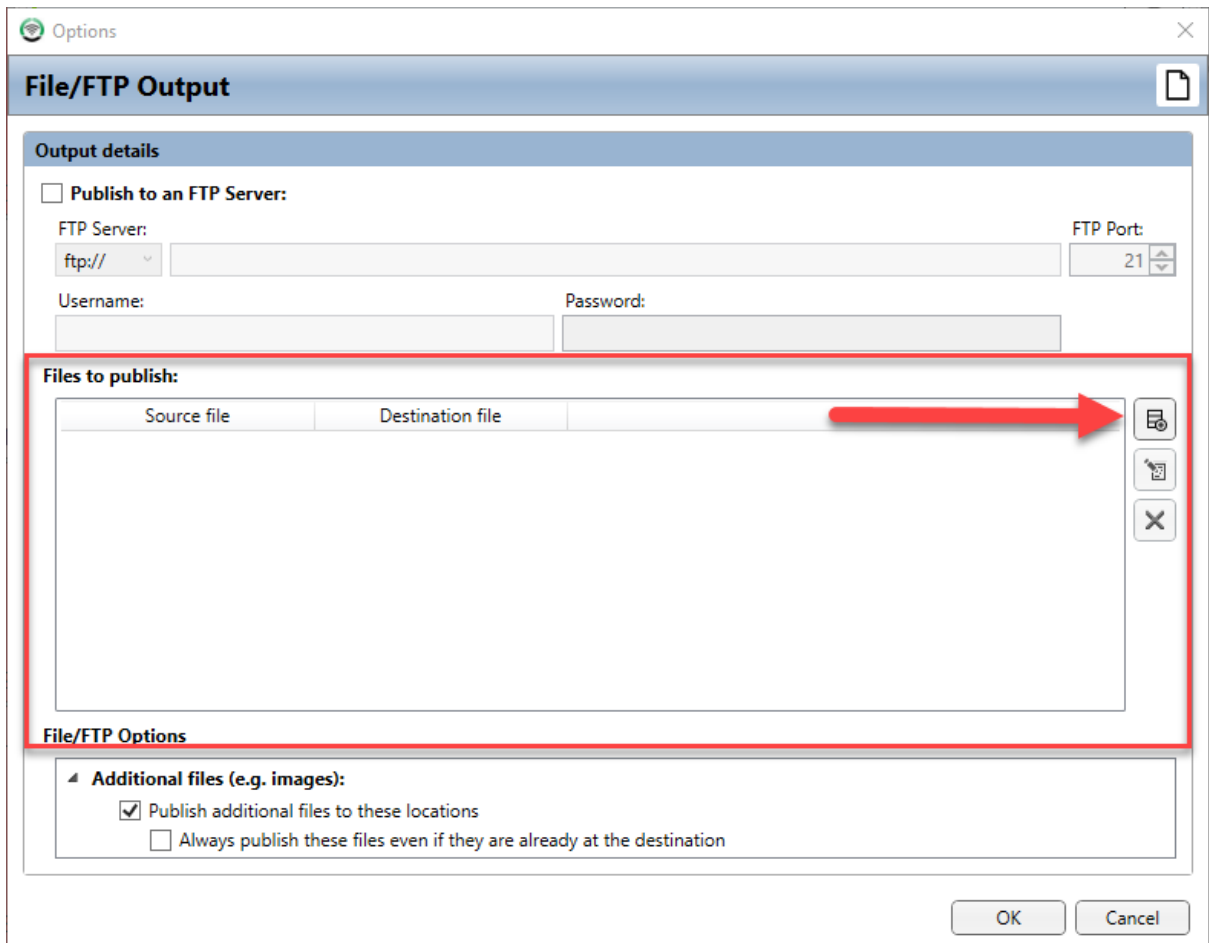 Options
File/FTP Output
Output details
Publish to an FTP Server:
FTP Server:
FTP Port:
ftp://
21
Username:
Password:
Files to publish:
Source file
Destination file
File/FTP Options
Additional files (e.g. images):
Publish additional files to these locations
Always publish these files even if they are already at the destination
OK
Cancel